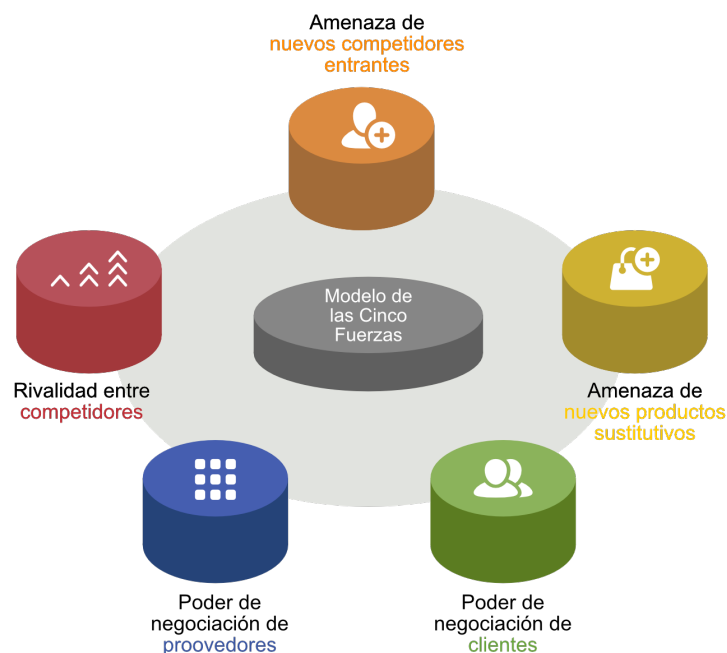 Amenaza de
nuevos competidores
entrantes
Modelo de
las Cinco
Fuerzas
Rivalidad entre
competidores
Amenaza de
nuevos productos
sustitutivos
Poder de
negociación de
proovedores
Poder de
negociación de
clientes